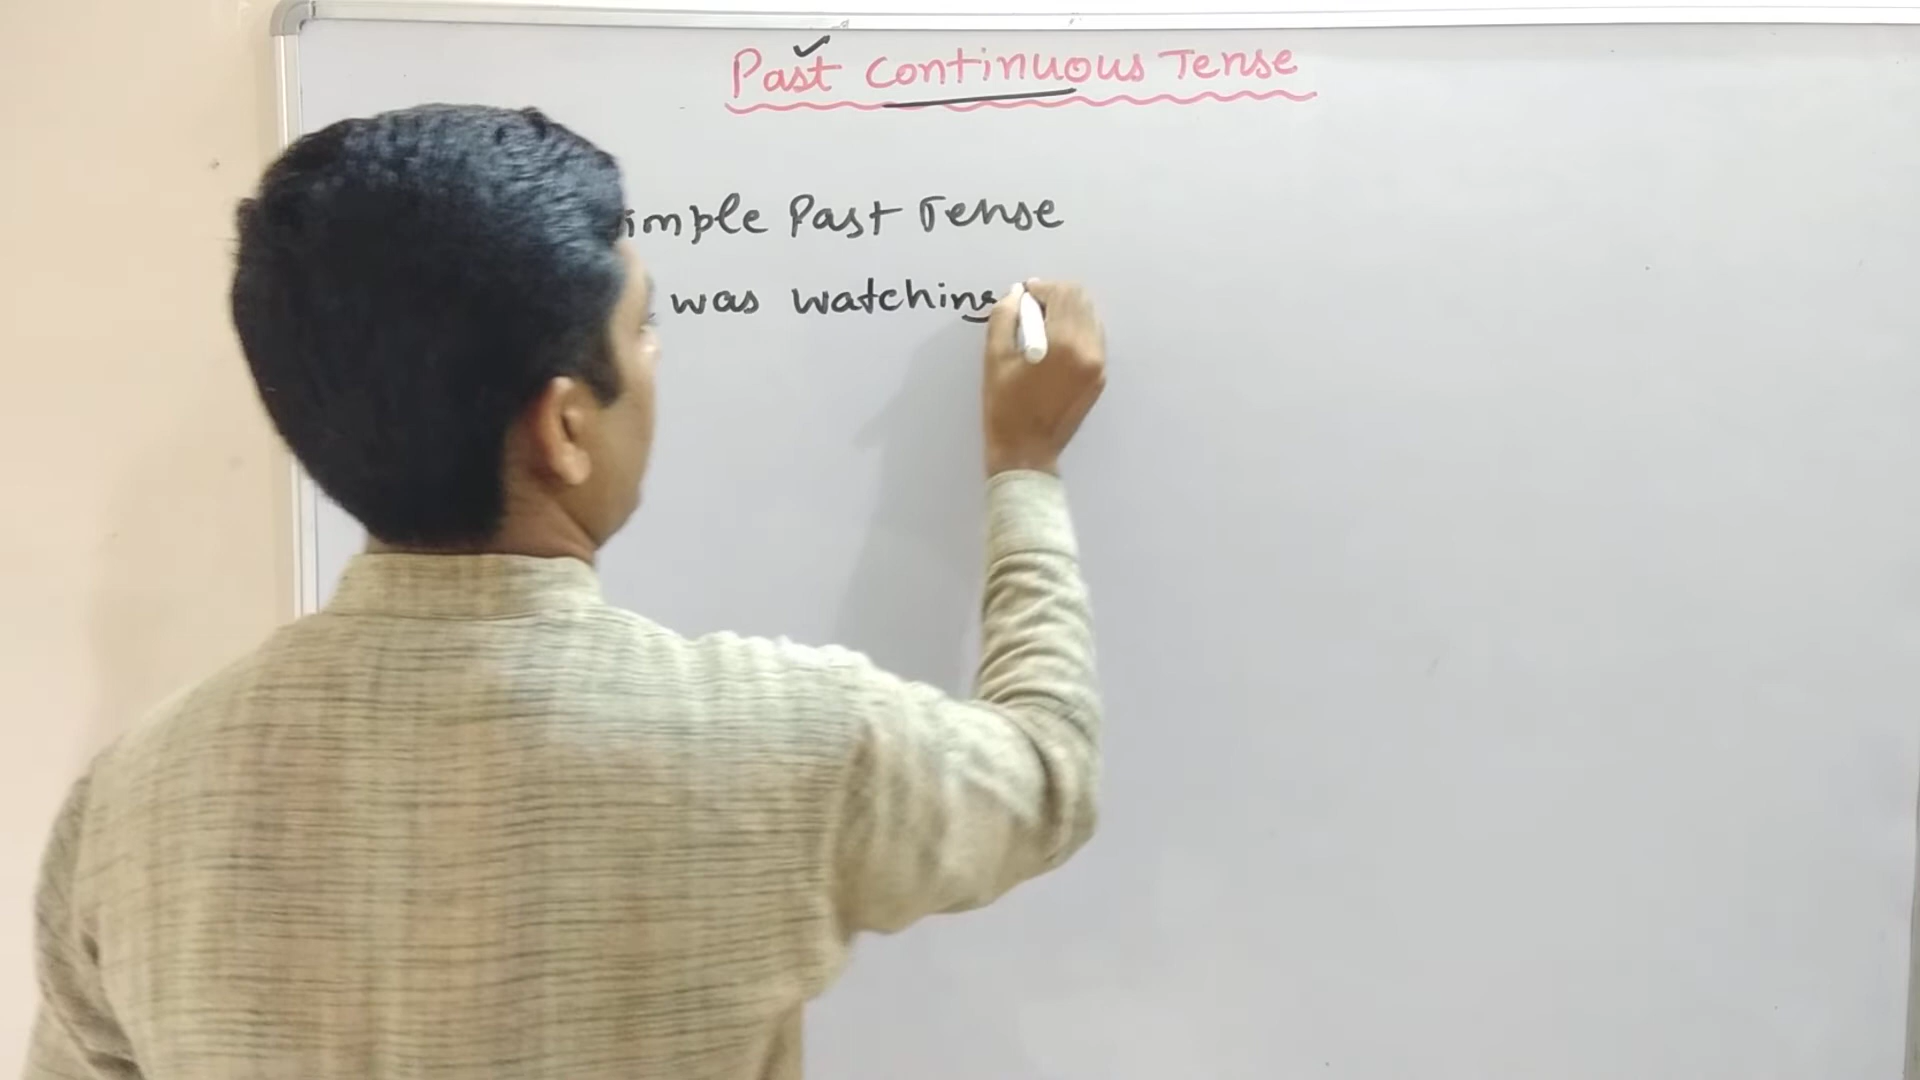 Past continuous Tense
imple Past Tense
was watching